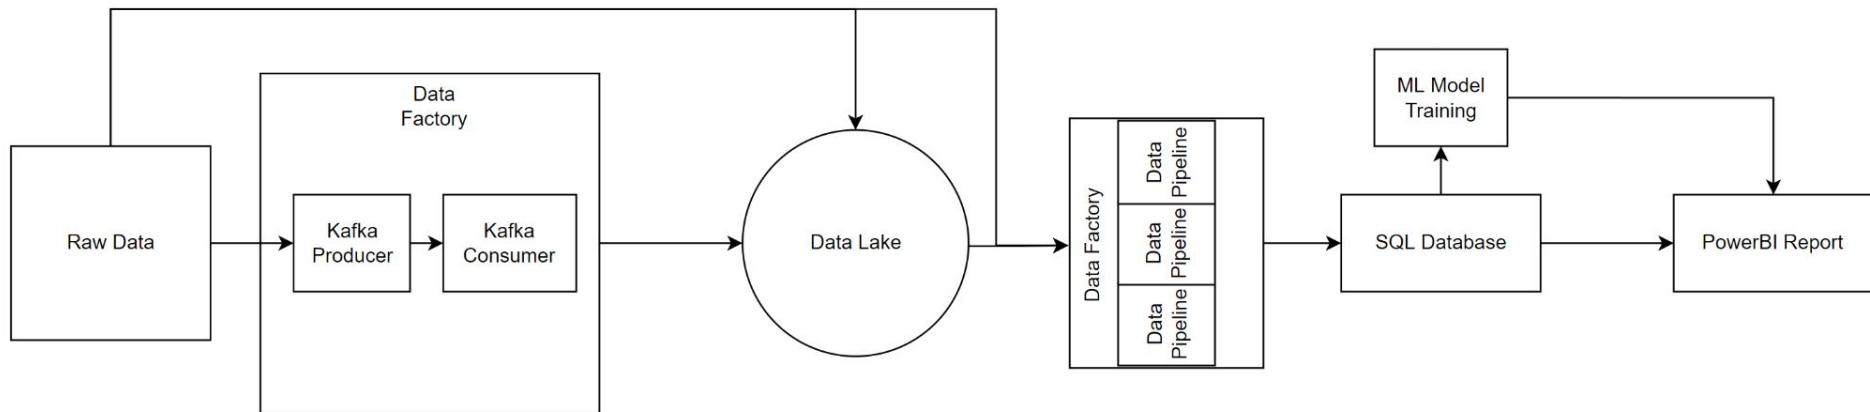 Raw Data
Data
Factory
Kafka
Producer
Kafka
Consumer
Data Lake
Data Factory
Data
Pipeline
Data
Pipeline
Data
Pipeline
ML Model
Training
SQL Database
PowerBI Report